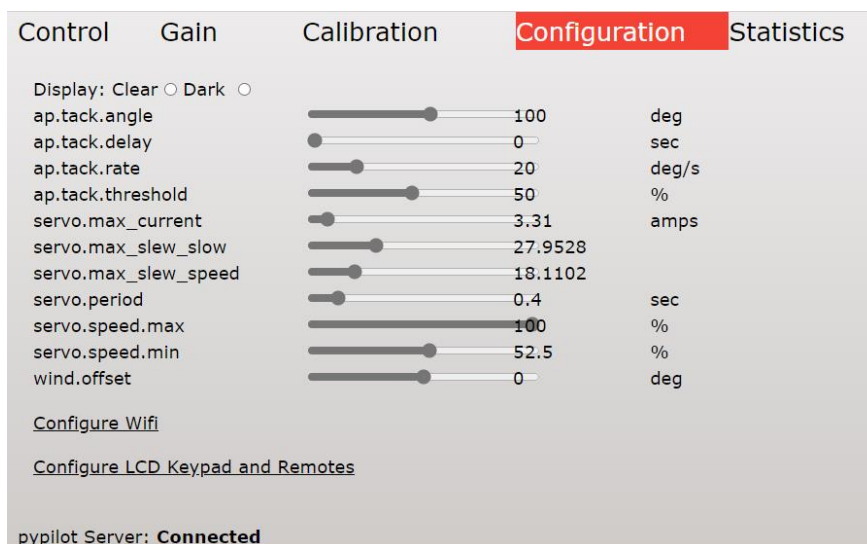 Control Gain Calibration Configuration Statistics
Display: Clear Dark
ap.tack.angle 100 deg
ap.tack.delay 0 sec
ap.tack.rate 20 deg/s
ap.tack.threshold 50 %
servo.max_current 3.31 amps
servo.max_slew_slow 27.9528
servo.max_slew_speed 18.1102
servo.period 0.4 sec
servo.speed.max 100 %
servo.speed.min 52.5 %
wind.offset 0 deg
Configure Wifi
Configure LCD Keypad and Remotes
pypilot Server: Connected